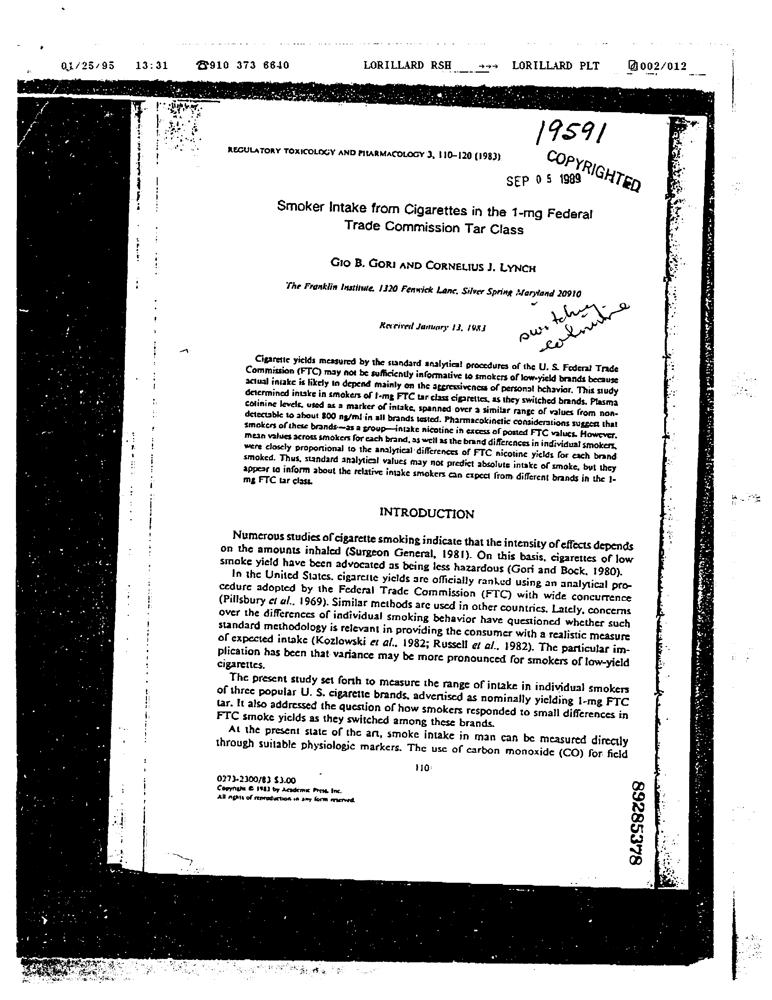 01/25/95 13:31 ☎910 373 6640 LORILLARD RSH →→→ LORILLARD PLT 002/012
19591
REGULATORY TOXICOLOGY AND PHARMACOLOGY 3, 110–120 (1983)
COPYRIGHTED
SEP 05 1989
Smoker Intake from Cigarettes in the 1-mg Federal
Trade Commission Tar Class
GIO B. GORI AND CORNELIUS J. LYNCH
The Franklin Institute, 1320 Fenwick Lane, Silver Spring Maryland 20910
Received January 13, 1983
switching
cotinine
Cigarette yields measured by the standard analytical procedures of the U. S. Federal Trade
Commission (FTC) may not be sufficiently informative to smokers of low-yield brands because
actual intake is likely to depend mainly on the aggressiveness of personal behavior. This study
determined intake in smokers of 1-mg FTC tar class cigarettes, as they switched brands. Plasma
cotinine levels, used as a marker of intake, spanned over a similar range of values from non-
detectable to about 800 ng/ml in all brands tested. Pharmacokinetic considerations suggest that
smokers of these brands—as a group—intake nicotine in excess of posted FTC values. However,
mean values across smokers for each brand, as well as the brand differences in individual smokers,
were closely proportional to the analytical differences of FTC nicotine yields for each brand
smoked. Thus, standard analytical values may not predict absolute intake of smoke, but they
appear to inform about the relative intake smokers can expect from different brands in the 1-
mg FTC tar class.
INTRODUCTION
Numerous studies of cigarette smoking indicate that the intensity of effects depends
on the amounts inhaled (Surgeon General, 1981). On this basis, cigarettes of low
smoke yield have been advocated as being less hazardous (Gori and Bock, 1980).
In the United States, cigarette yields are officially ranked using an analytical pro-
cedure adopted by the Federal Trade Commission (FTC) with wide concurrence
(Pillsbury et al., 1969). Similar methods are used in other countries. Lately, concerns
over the differences of individual smoking behavior have questioned whether such
standard methodology is relevant in providing the consumer with a realistic measure
of expected intake (Kozlowski et al., 1982; Russell et al., 1982). The particular im-
plication has been that variance may be more pronounced for smokers of low-yield
cigarettes.
The present study set forth to measure the range of intake in individual smokers
of three popular U. S. cigarette brands, advertised as nominally yielding 1-mg FTC
tar. It also addressed the question of how smokers responded to small differences in
FTC smoke yields as they switched among these brands.
At the present state of the art, smoke intake in man can be measured directly
through suitable physiologic markers. The use of carbon monoxide (CO) for field
110
0273-2300/83 $3.00
Copyright © 1983 by Academic Press, Inc.
All rights of reproduction in any form reserved.
89285378